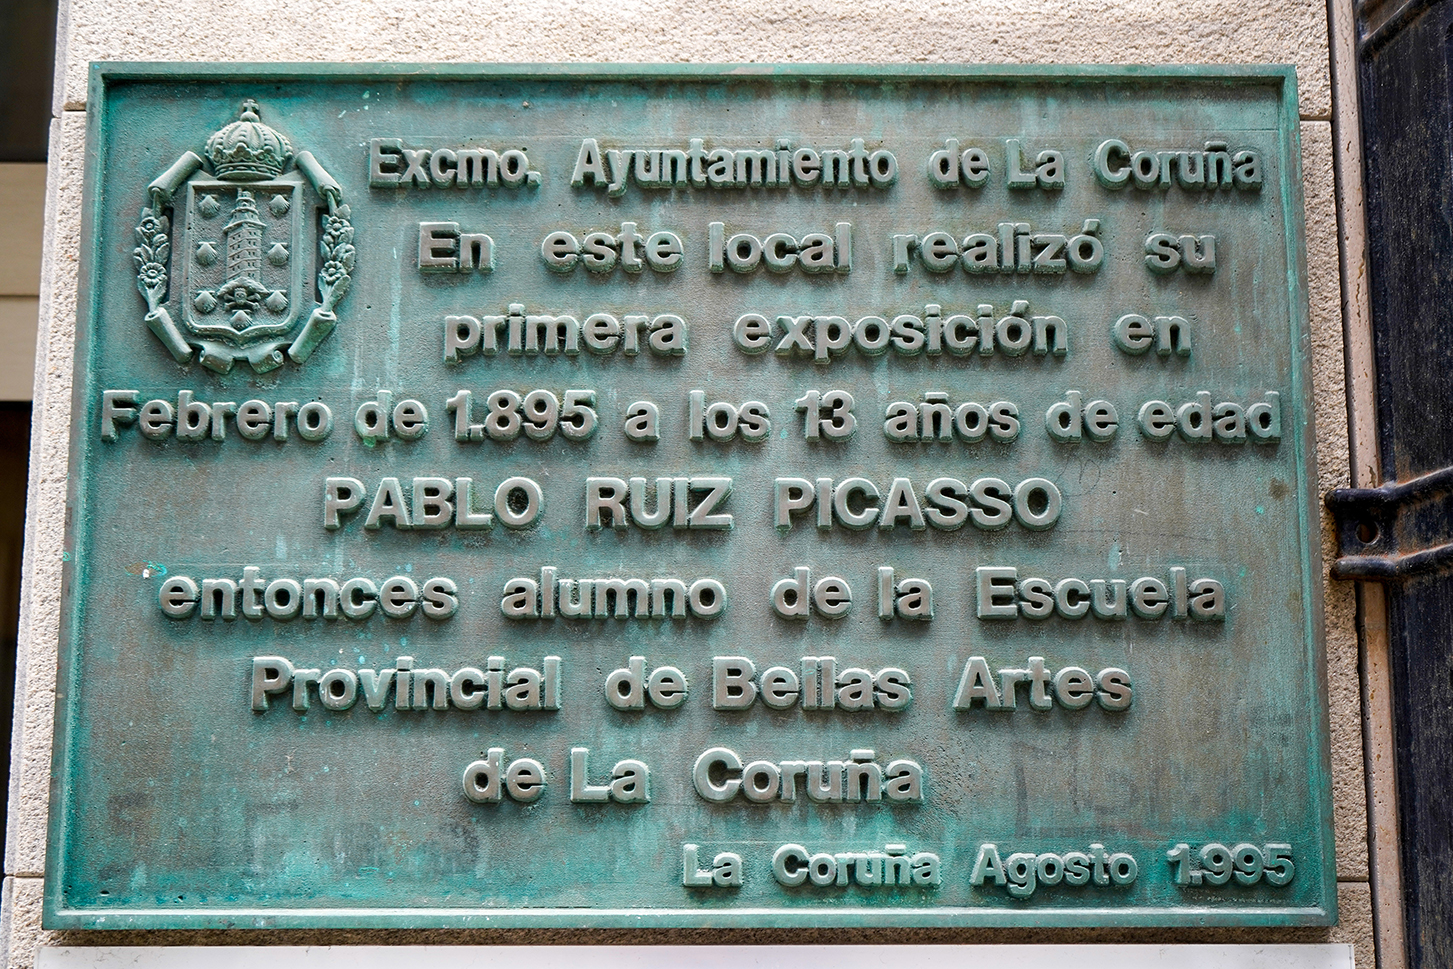 Excmo. Ayuntamiento de La Coruña
En este local realizó su
primera exposición en
Febrero de 1.895 a los 13 años de edad
PABLO RUIZ PICASSO
entonces alumno de la Escuela
Provincial de Bellas Artes
de La Coruña
La Coruña Agosto 1.995